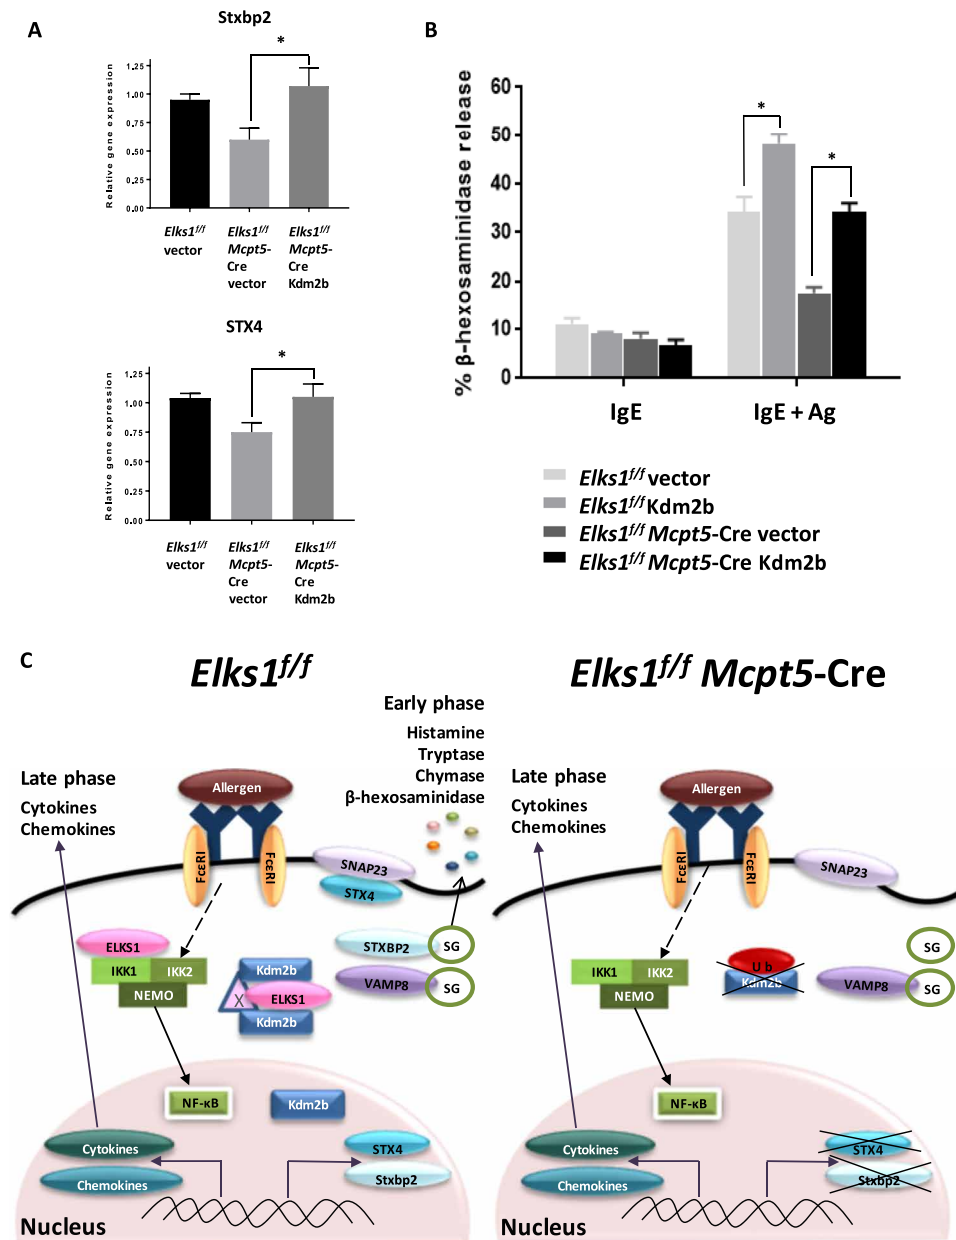 A
Stxbp2
*
Relative gene expression
1.25
1.00
0.75
0.50
0.25
0.00
Elks1f/f
vector
Elks1f/f
Mcpt5-
Cre
vector
Elks1f/f
Mcpt5-
Cre
Kdm2b
STX4
*
Relative gene expression
1.25
1.00
0.75
0.50
0.25
0.00
Elks1f/f
vector
Elks1f/f
Mcpt5-
Cre
vector
Elks1f/f
Mcpt5-
Cre
Kdm2b
B
% β-hexosaminidase release
60
50
40
30
20
10
0
*
*
IgE
IgE + Ag
Elks1f/f vector
Elks1f/f Kdm2b
Elks1f/f Mcpt5-Cre vector
Elks1f/f Mcpt5-Cre Kdm2b
C
Elks1f/f
Early phase
Histamine
Tryptase
Chymase
β-hexosaminidase
Late phase
Cytokines
Chemokines
Allergen
FcεRI
FcεRI
SNAP23
STX4
ELKS1
IKK1
IKK2
NEMO
STXBP2
SG
VAMP8
SG
Kdm2b
X
ELKS1
Kdm2b
NF-κB
Kdm2b
Cytokines
Chemokines
STX4
Stxbp2
Nucleus
Elks1f/f Mcpt5-Cre
Late phase
Cytokines
Chemokines
Allergen
FcεRI
FcεRI
SNAP23
IKK1
IKK2
NEMO
Ub
Kdm2b
SG
VAMP8
SG
NF-κB
Cytokines
Chemokines
STX4
Stxbp2
Nucleus